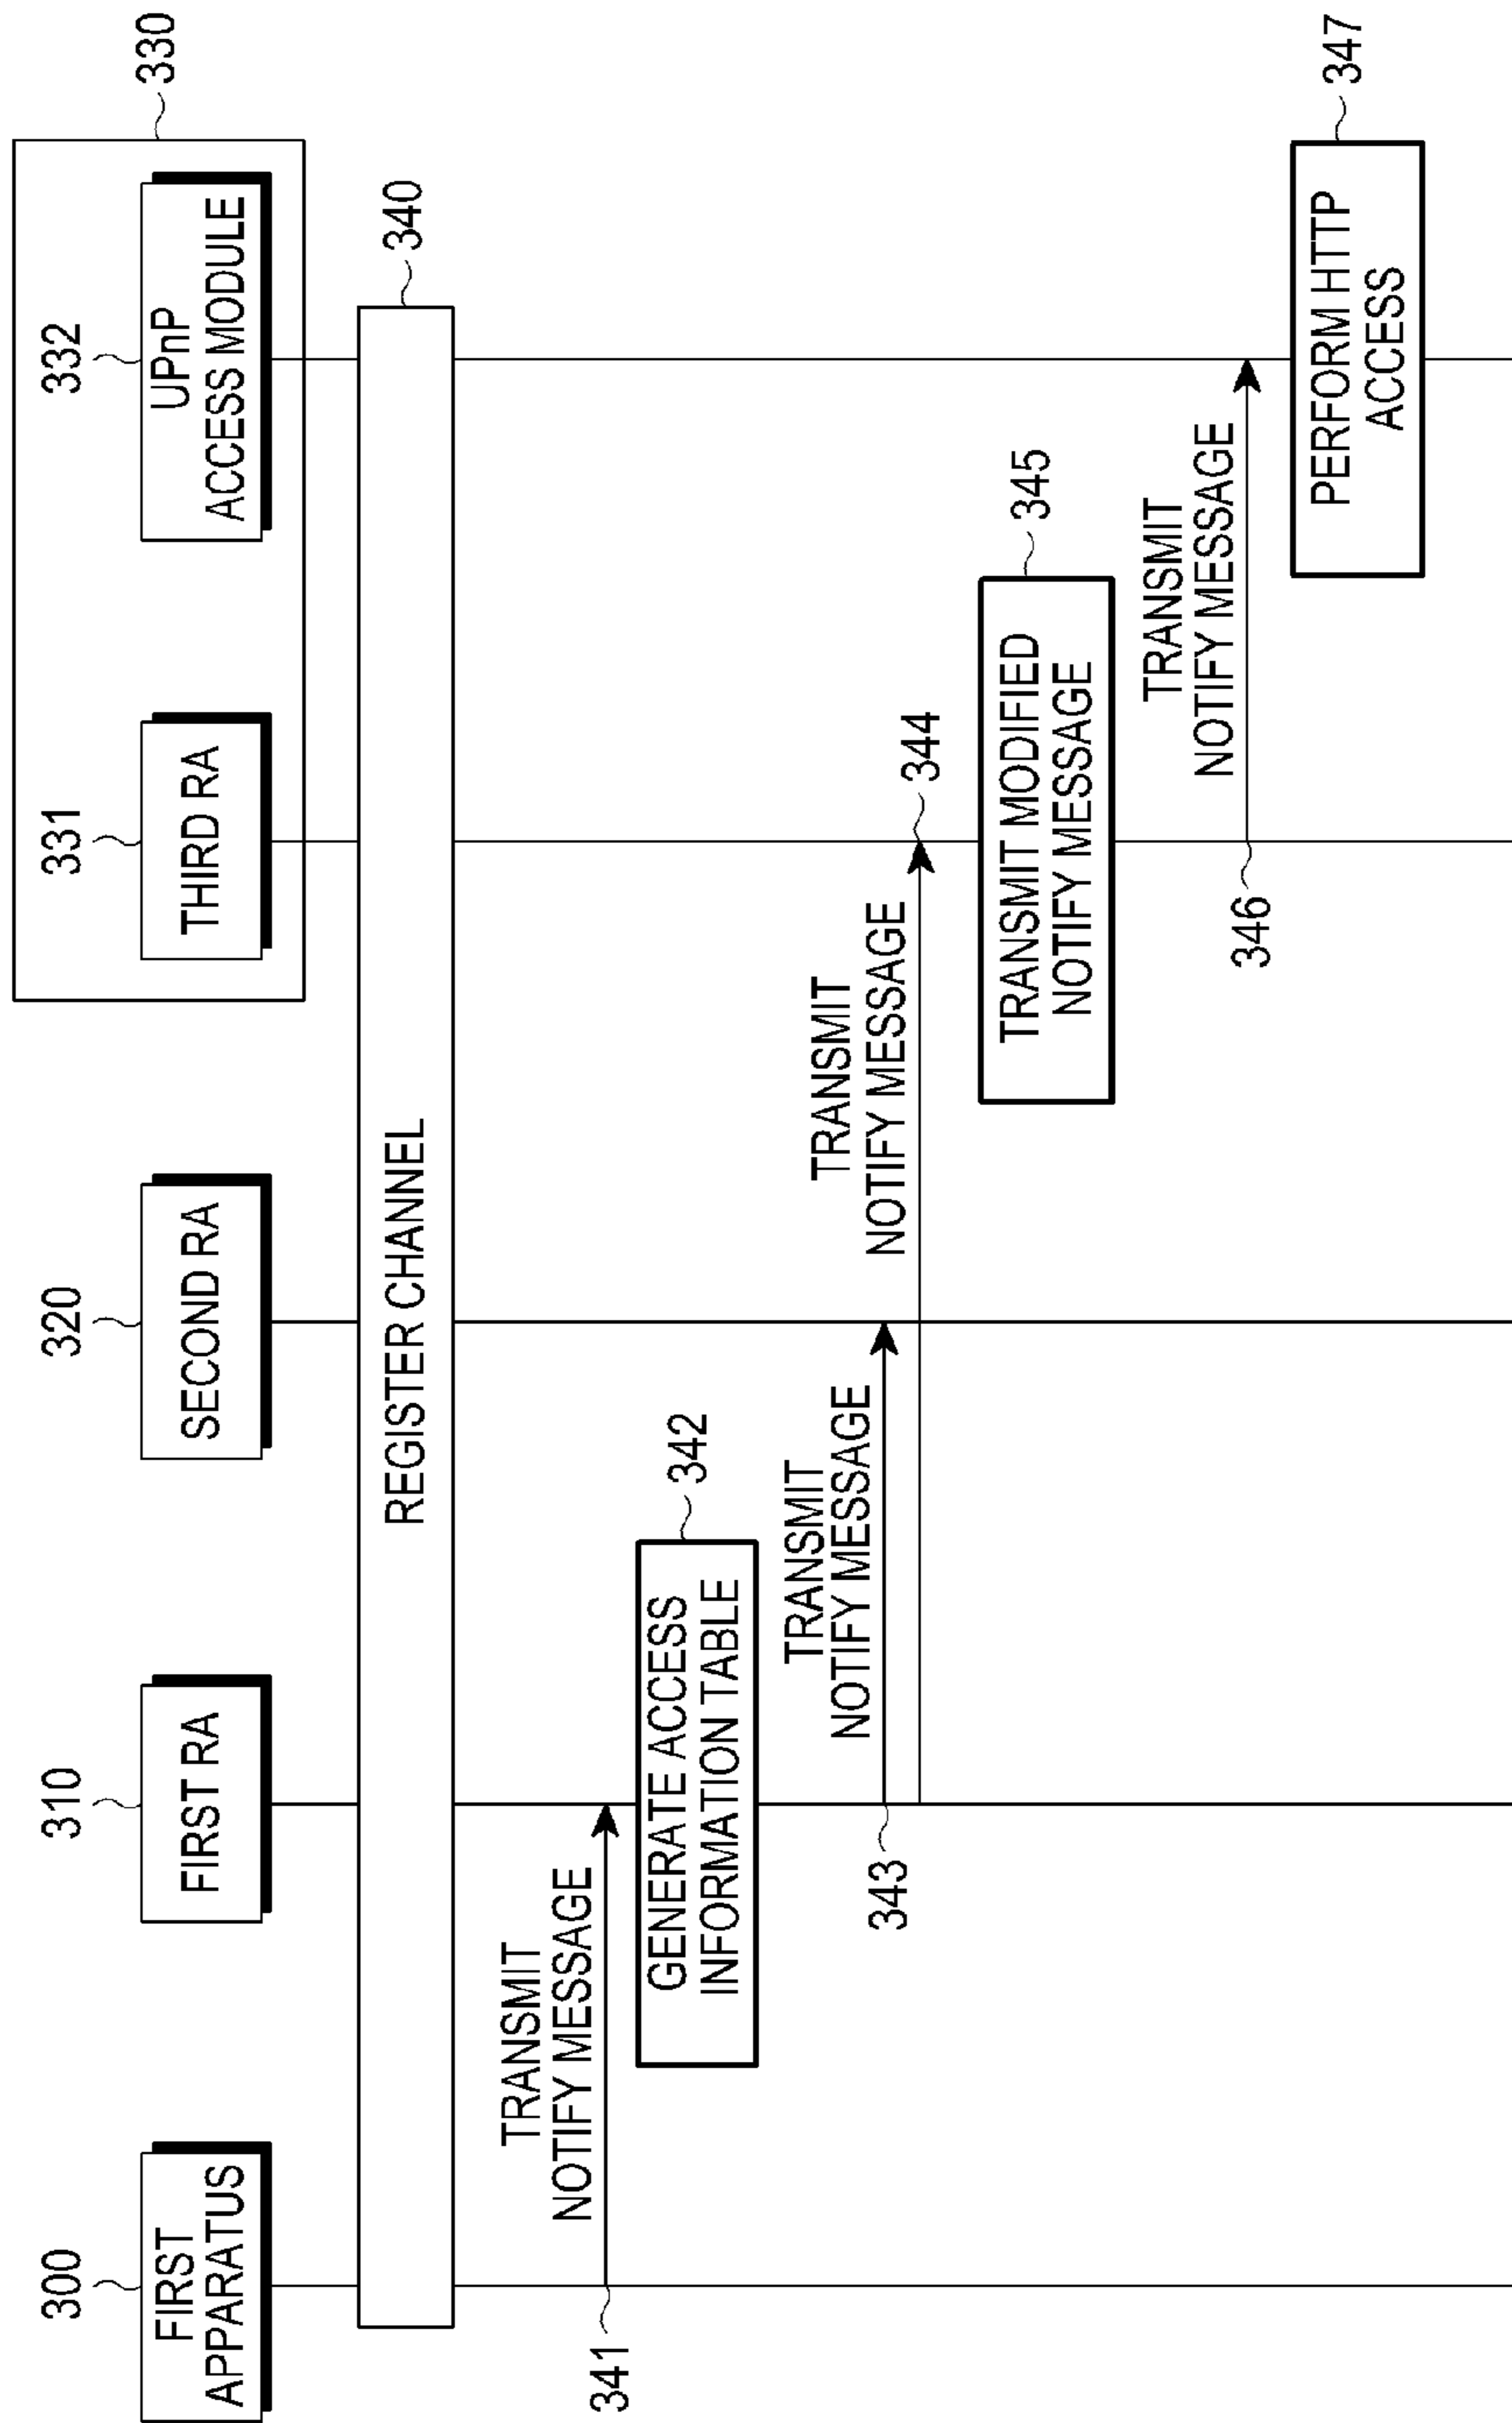 300
FIRST
APPARATUS
310
FIRST RA
320
SECOND RA
331
THIRD RA
332
UPnP
ACCESS MODULE
330
REGISTER CHANNEL
340
341
TRANSMIT
NOTIFY MESSAGE
GENERATE ACCESS
INFORMATION TABLE
342
343
TRANSMIT
NOTIFY MESSAGE
TRANSMIT
NOTIFY MESSAGE
344
TRANSMIT MODIFIED
NOTIFY MESSAGE
345
346
TRANSMIT
NOTIFY MESSAGE
PERFORM HTTP
ACCESS
347